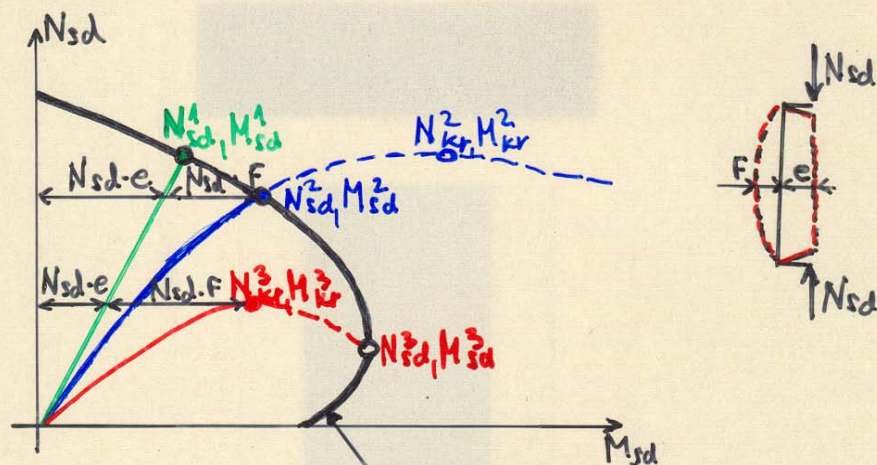 Nsd
N¹sd, M¹sd
N²kr, M²kr
Nsd
Nsd·e
Nsd·F
N²sd, M²sd
F
e
Nsd·e
Nsd·F
N³kr, M³kr
N³sd, M³sd
Nsd
Msd